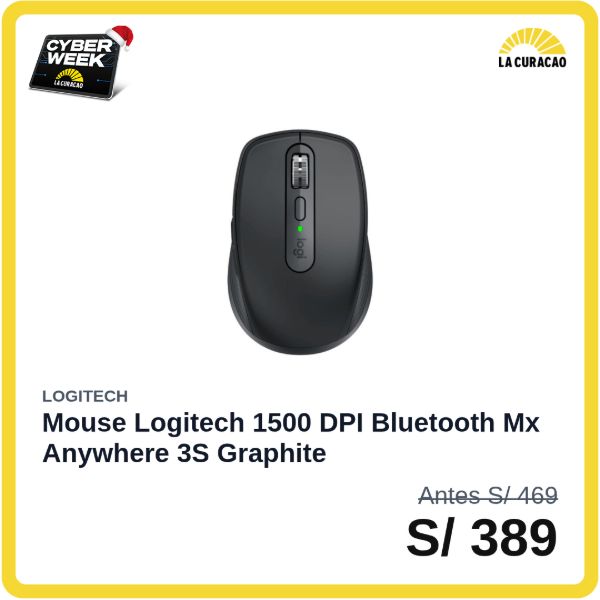 CYBER
WEEK
LA CURACAO
LA CURACAO
logi
LOGITECH
Mouse Logitech 1500 DPI Bluetooth Mx
Anywhere 3S Graphite
Antes S/ 469
S/ 389